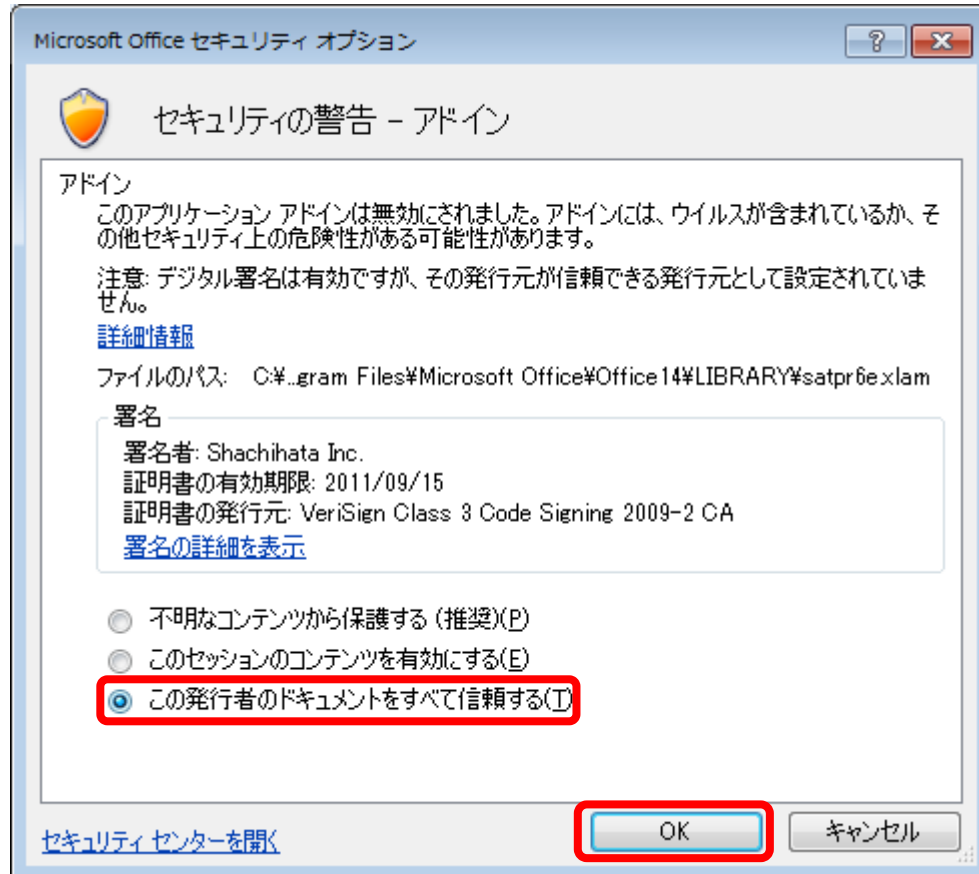 Microsoft Office セキュリティ オプション
セキュリティの警告 - アドイン
アドイン
このアプリケーション アドインは無効にされました。アドインには、ウイルスが含まれているか、そ
の他セキュリティ上の危険性がある可能性があります。
注意: デジタル署名は有効ですが、その発行元が信頼できる発行元として設定されていま
せん。
詳細情報
ファイルのパス: C:¥...gram Files¥Microsoft Office¥Office14¥LIBRARY¥satpr6e.xlam
署名
署名者: Shachihata Inc.
証明書の有効期限: 2011/09/15
証明書の発行元: VeriSign Class 3 Code Signing 2009-2 CA
署名の詳細を表示
不明なコンテンツから保護する (推奨)(P)
このセッションのコンテンツを有効にする(E)
この発行者のドキュメントをすべて信頼する(T)
セキュリティ センターを開く
OK
キャンセル